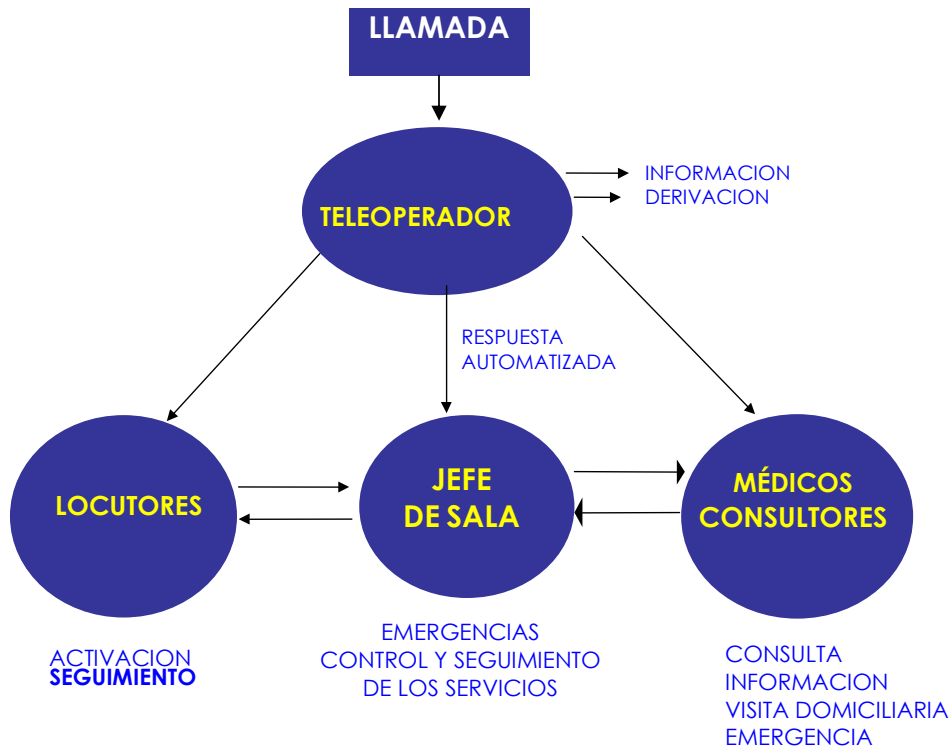 LLAMADA
TELEOPERADOR
INFORMACION
DERIVACION
RESPUESTA
AUTOMATIZADA
LOCUTORES
JEFE
DE SALA
MÉDICOS
CONSULTORES
ACTIVACION
SEGUIMIENTO
EMERGENCIAS
CONTROL Y SEGUIMIENTO
DE LOS SERVICIOS
CONSULTA
INFORMACION
VISITA DOMICILIARIA
EMERGENCIA